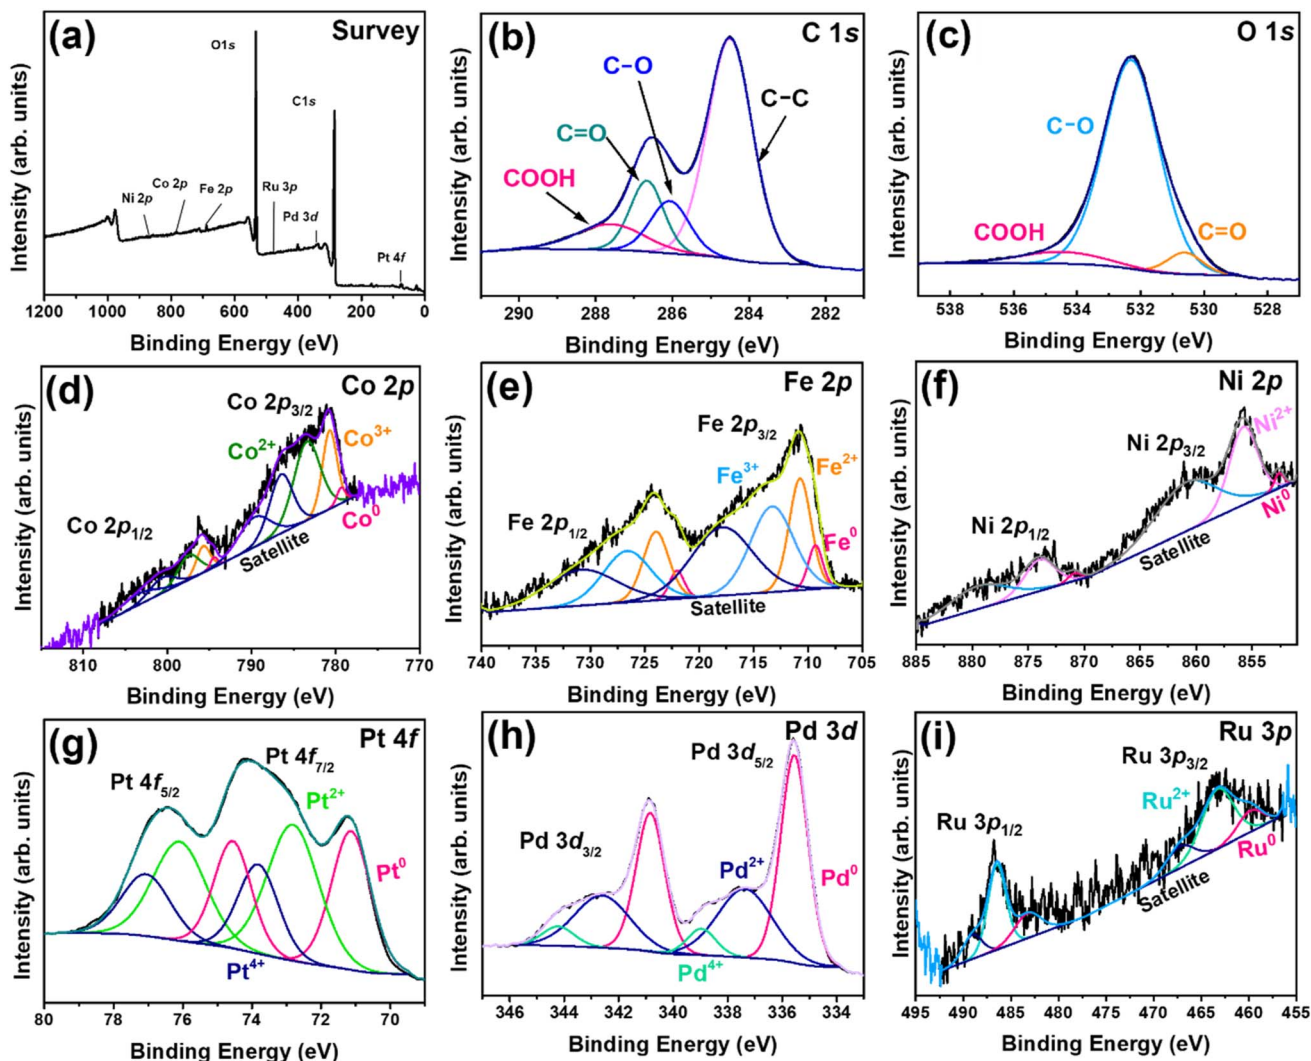 (a) Survey
O1s
C1s
Ni 2p
Co 2p
Fe 2p
Ru 3p
Pd 3d
Pt 4f
Intensity (arb. units)
1200 1000 800 600 400 200 0
Binding Energy (eV)
(b) C 1s
C–O
C=O
COOH
C–C
Intensity (arb. units)
290 288 286 284 282
Binding Energy (eV)
(c) O 1s
C–O
COOH
C=O
Intensity (arb. units)
538 536 534 532 530 528
Binding Energy (eV)
(d) Co 2p
Co 2p3/2
Co2+
Co3+
Co0
Co 2p1/2
Satellite
Intensity (arb. units)
810 800 790 780 770
Binding Energy (eV)
(e) Fe 2p
Fe 2p3/2
Fe3+
Fe2+
Fe 2p1/2
Fe0
Satellite
Intensity (arb. units)
740 735 730 725 720 715 710 705
Binding Energy (eV)
(f) Ni 2p
Ni2+
Ni 2p3/2
Ni0
Ni 2p1/2
Satellite
Intensity (arb. units)
885 880 875 870 865 860 855
Binding Energy (eV)
(g) Pt 4f
Pt 4f7/2
Pt 4f5/2
Pt2+
Pt0
Pt4+
Intensity (arb. units)
80 78 76 74 72 70
Binding Energy (eV)
(h) Pd 3d
Pd 3d5/2
Pd 3d3/2
Pd2+
Pd0
Pd4+
Intensity (arb. units)
346 344 342 340 338 336 334
Binding Energy (eV)
(i) Ru 3p
Ru 3p3/2
Ru2+
Ru 3p1/2
Ru0
Satellite
Intensity (arb. units)
495 490 485 480 475 470 465 460 455
Binding Energy (eV)